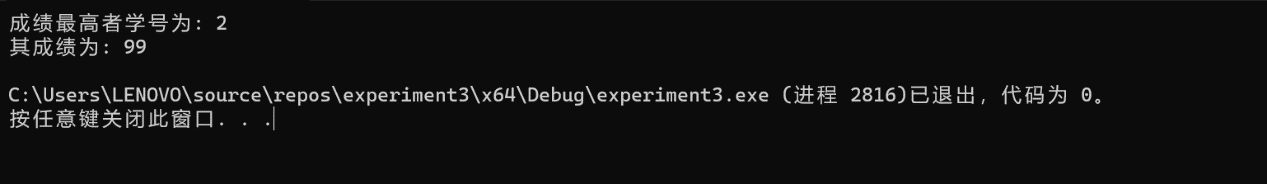 成绩最高者学号为: 2
其成绩为: 99
C:\Users\LENOVO\source\repos\experiment3\x64\Debug\experiment3.exe (进程 2816)已退出，代码为 0。
按任意键关闭此窗口. . .